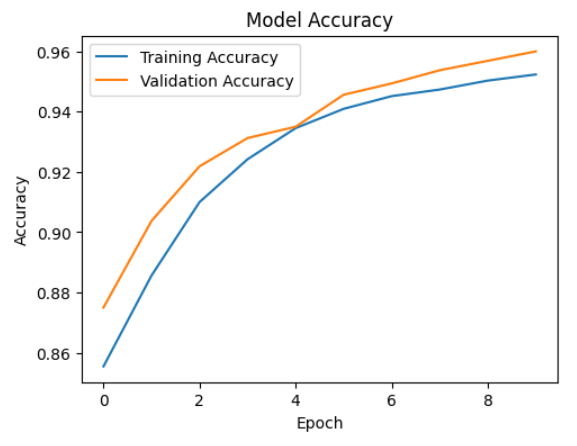 Model Accuracy
Training Accuracy
Validation Accuracy
0.96
0.94
0.92
0.90
0.88
0.86
Accuracy
0 2 4 6 8
Epoch